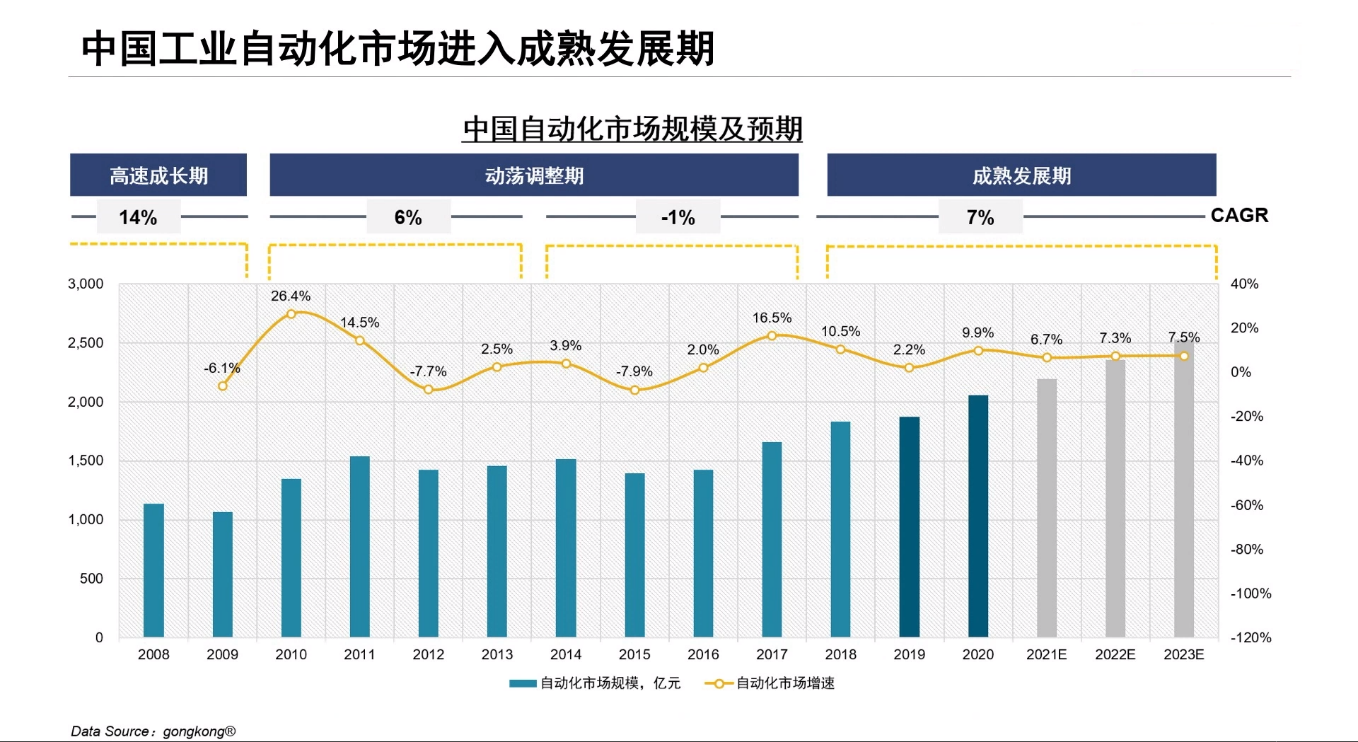 中国工业自动化市场进入成熟发展期
中国自动化市场规模及预期
高速成长期 动荡调整期 成熟发展期
14% 6% -1% 7% CAGR
3,000 40%
26.4%
16.5%
14.5% 10.5% 9.9% 7.3% 7.5%
2,500 2.5% 3.9% 2.0% 2.2% 6.7% 20%
-6.1% -7.7% -7.9% 0%
2,000 -20%
1,500 -40%
-60%
1,000 -80%
500 -100%
0 -120%
2008 2009 2010 2011 2012 2013 2014 2015 2016 2017 2018 2019 2020 2021E 2022E 2023E
自动化市场规模，亿元 自动化市场增速
Data Source：gongkong®